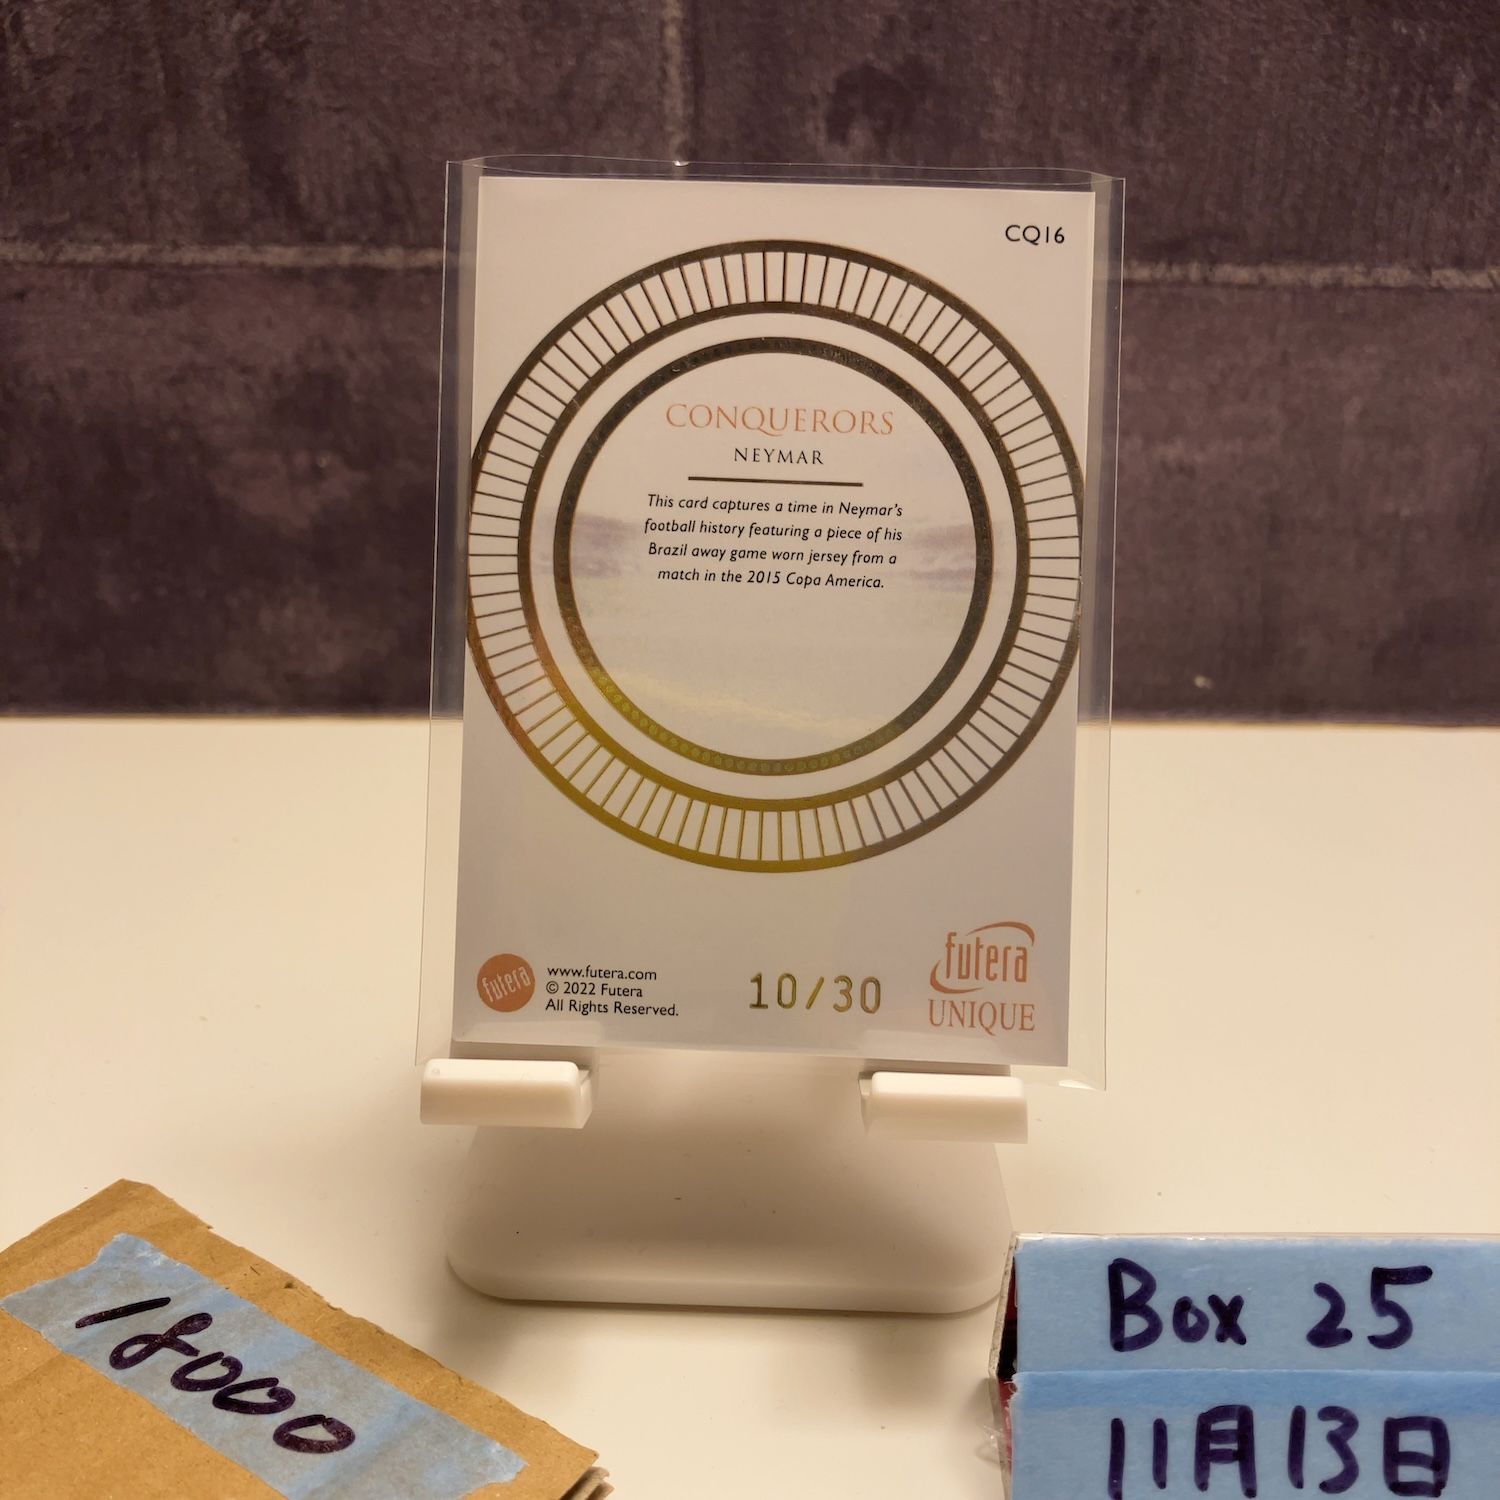 CQ16
CONQUERORS
NEYMAR
This card captures a time in Neymar's
football history featuring a piece of his
Brazil away game worn jersey from a
match in the 2015 Copa America.
futera
www.futera.com
© 2022 Futera
All Rights Reserved.
10/30
futera
UNIQUE
18000
Box 25
11月13日